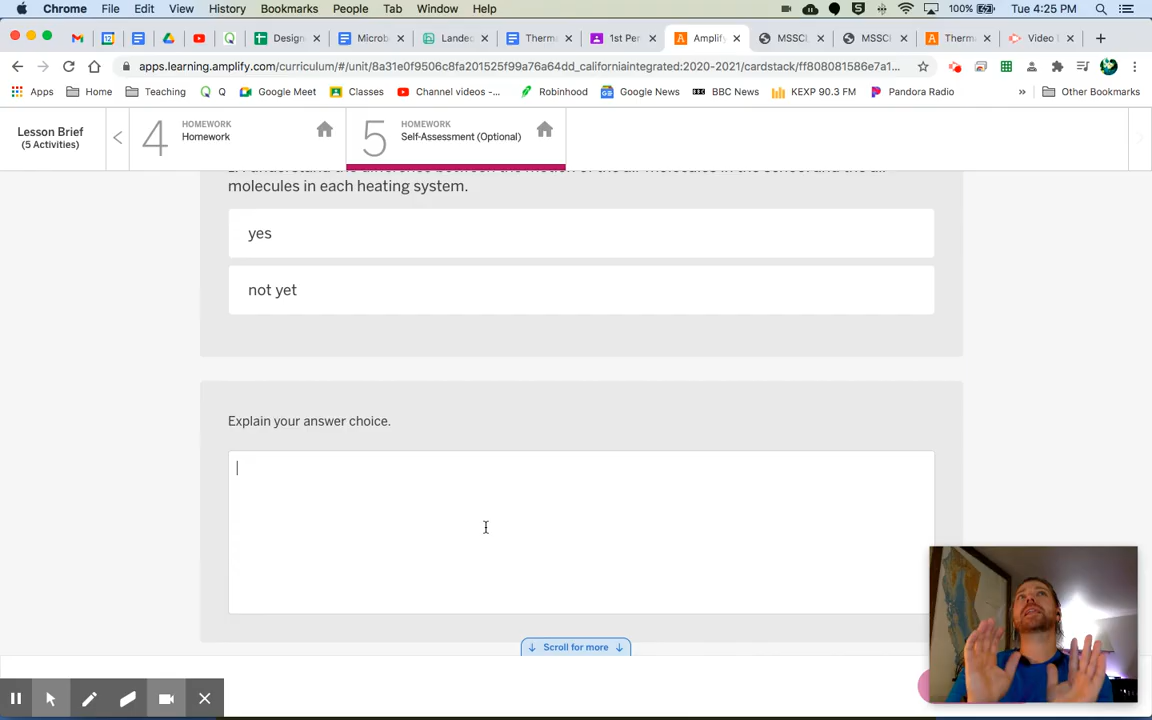 Chrome File Edit View History Bookmarks People Tab Window Help 100% Tue 4:25 PM
12 Q Design Microb Landed Therma 1st Per Amplify MSSCI MSSCI Therm Video
apps.learning.amplify.com/curriculum/#/unit/8a31e0f9506c8fa201525f99a76a64dd_californiaintegrated:2020-2021/cardstack/ff808081586e7a1...
Apps Home Teaching Q Google Meet Classes Channel videos -... Robinhood Google News BBC News KEXP 90.3 FM Pandora Radio » Other Bookmarks
Lesson Brief
(5 Activities)
4 HOMEWORK
Homework
5 HOMEWORK
Self-Assessment (Optional)
molecules in each heating system.
yes
not yet
Explain your answer choice.
Scroll for more